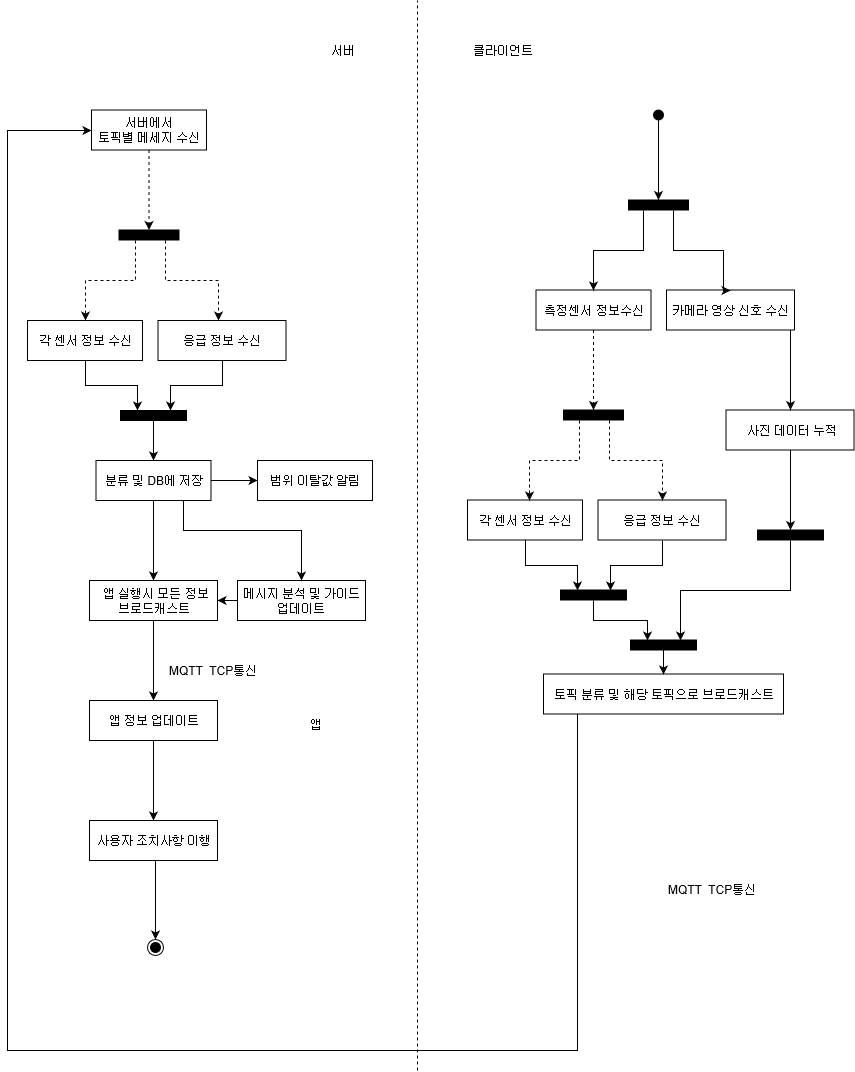 서버
클라이언트
서버에서
토픽별 메세지 수신
각 센서 정보 수신
응급 정보 수신
분류 및 DB에 저장
범위 이탈값 알림
앱 실행시 모든 정보
브로드캐스트
메시지 분석 및 가이드
업데이트
MQTT TCP통신
앱 정보 업데이트
앱
사용자 조치사항 이행
측정센서 정보수신
카메라 영상 신호 수신
사진 데이터 누적
각 센서 정보 수신
응급 정보 수신
토픽 분류 및 해당 토픽으로 브로드캐스트
MQTT TCP통신